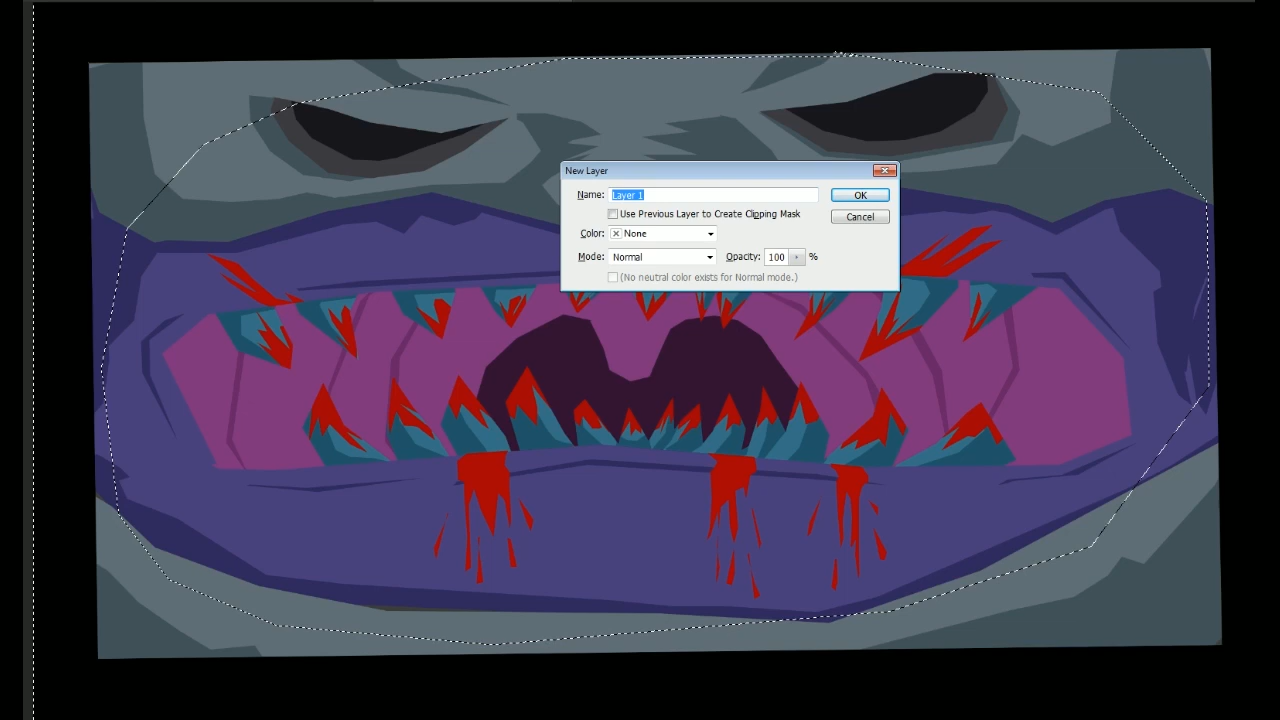 New Layer
Name: Layer 1
OK
Use Previous Layer to Create Clipping Mask
Cancel
Color: None
Mode: Normal Opacity: 100 %
(No neutral color exists for Normal mode.)